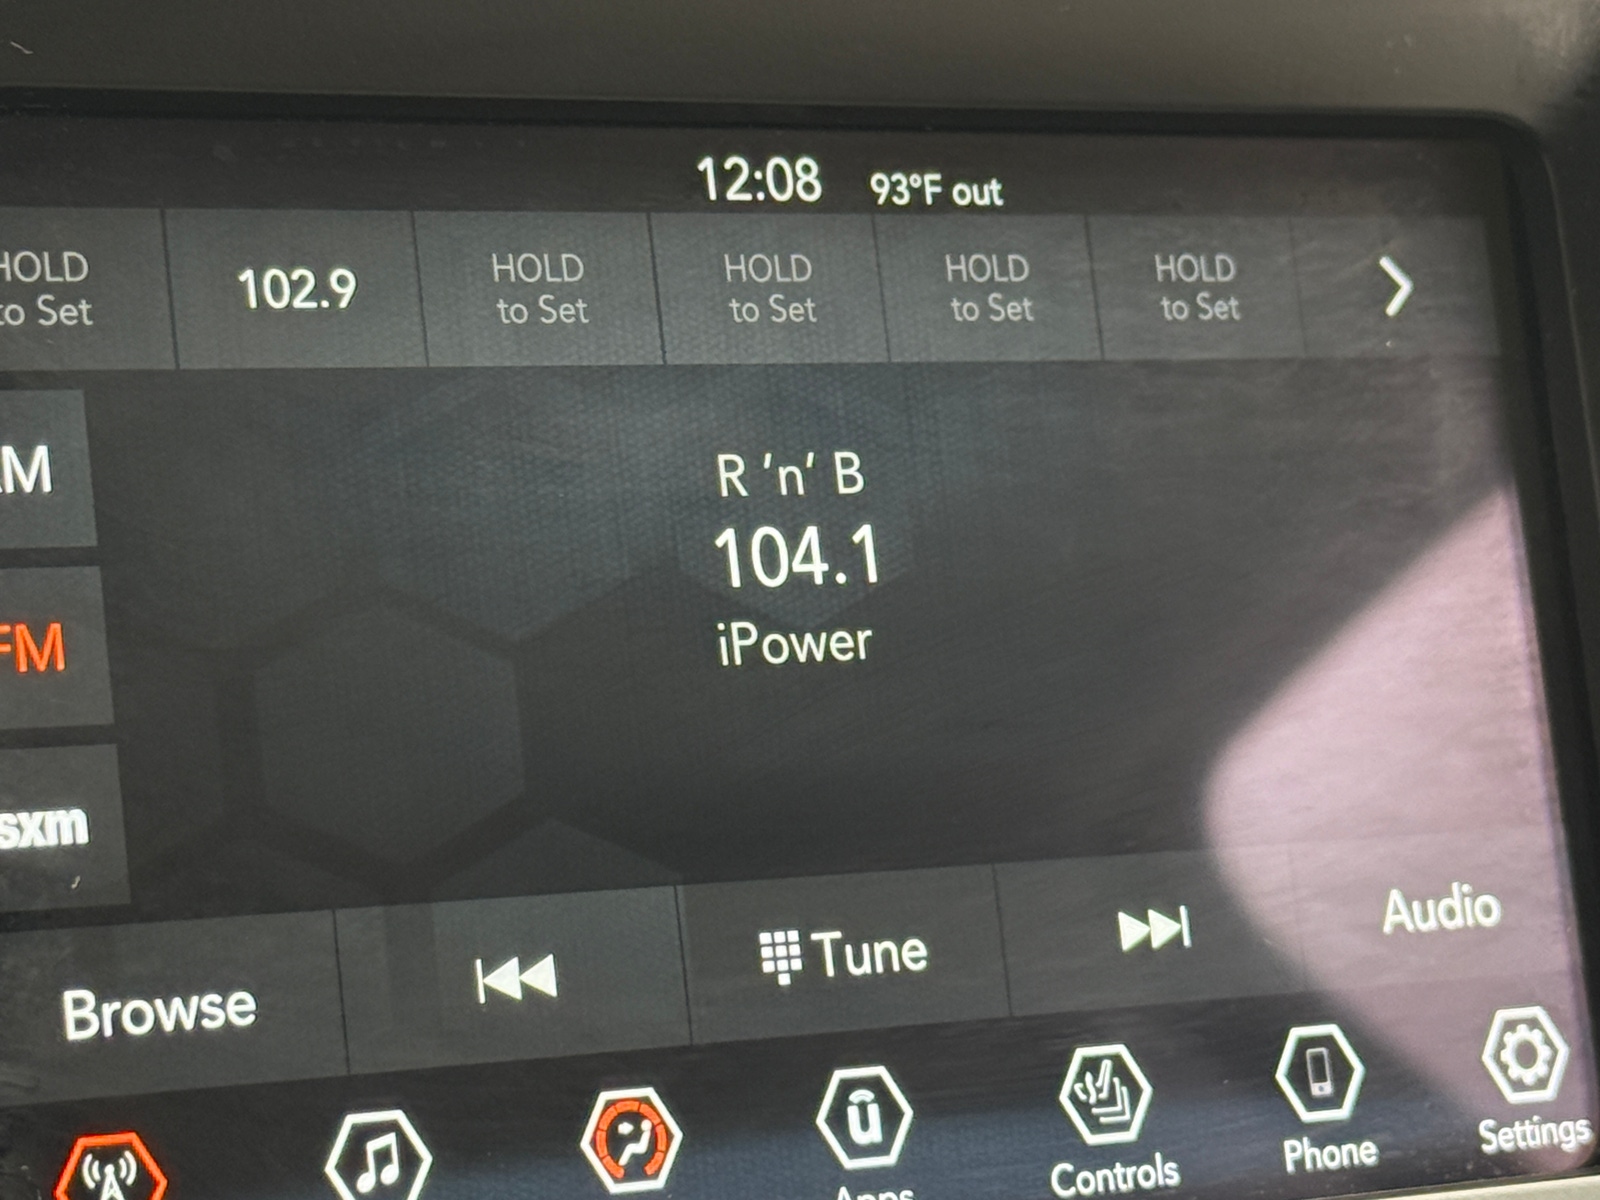 12:08 93°F out
HOLD
to Set
102.9
HOLD
to Set
HOLD
to Set
HOLD
to Set
HOLD
to Set
R 'n' B
104.1
iPower
FM
sxm
Browse
Tune
Audio
Apps
Controls
Phone
Settings